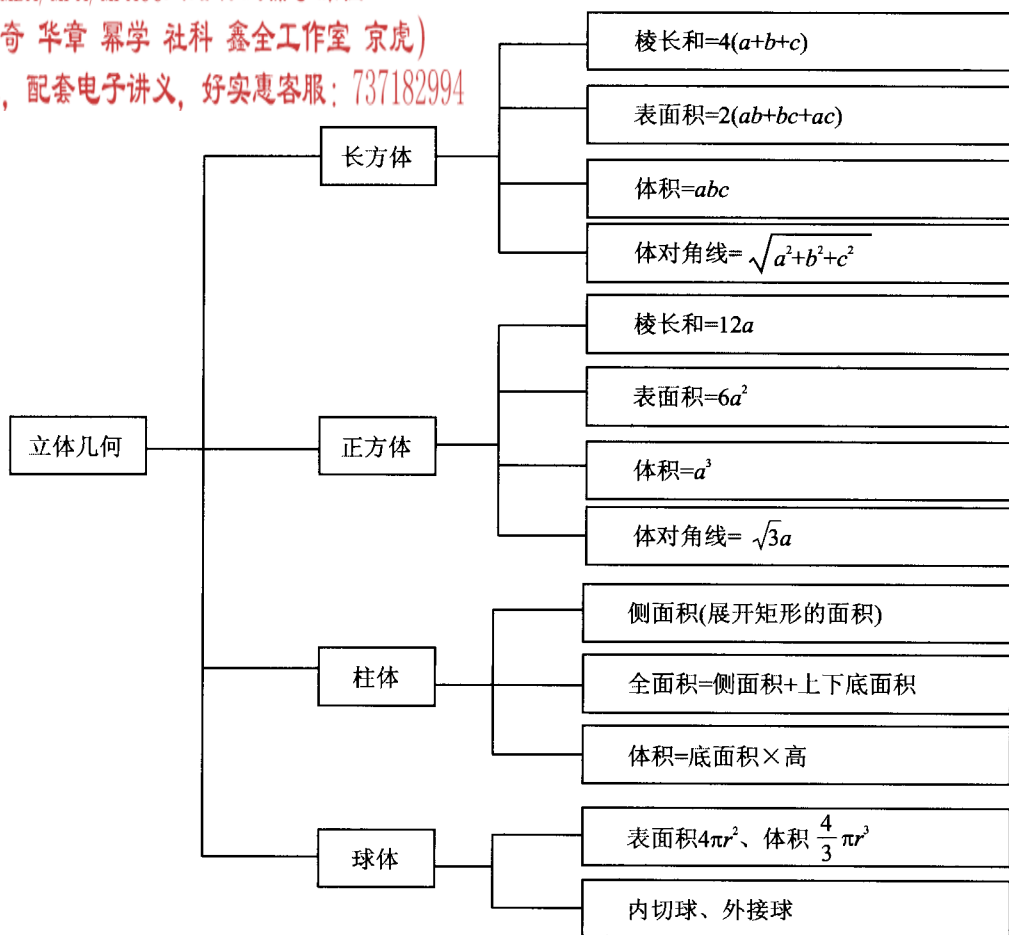 奇 华章 幂学 社科 鑫全工作室 京虎)
，配套电子讲义，好实惠客服：737182994
立体几何
长方体
棱长和=4(a+b+c)
表面积=2(ab+bc+ac)
体积=abc
体对角线=√(a²+b²+c²)
正方体
棱长和=12a
表面积=6a²
体积=a³
体对角线=√3a
柱体
侧面积(展开矩形的面积)
全面积=侧面积+上下底面积
体积=底面积×高
球体
表面积4πr²、体积 4/3 πr³
内切球、外接球